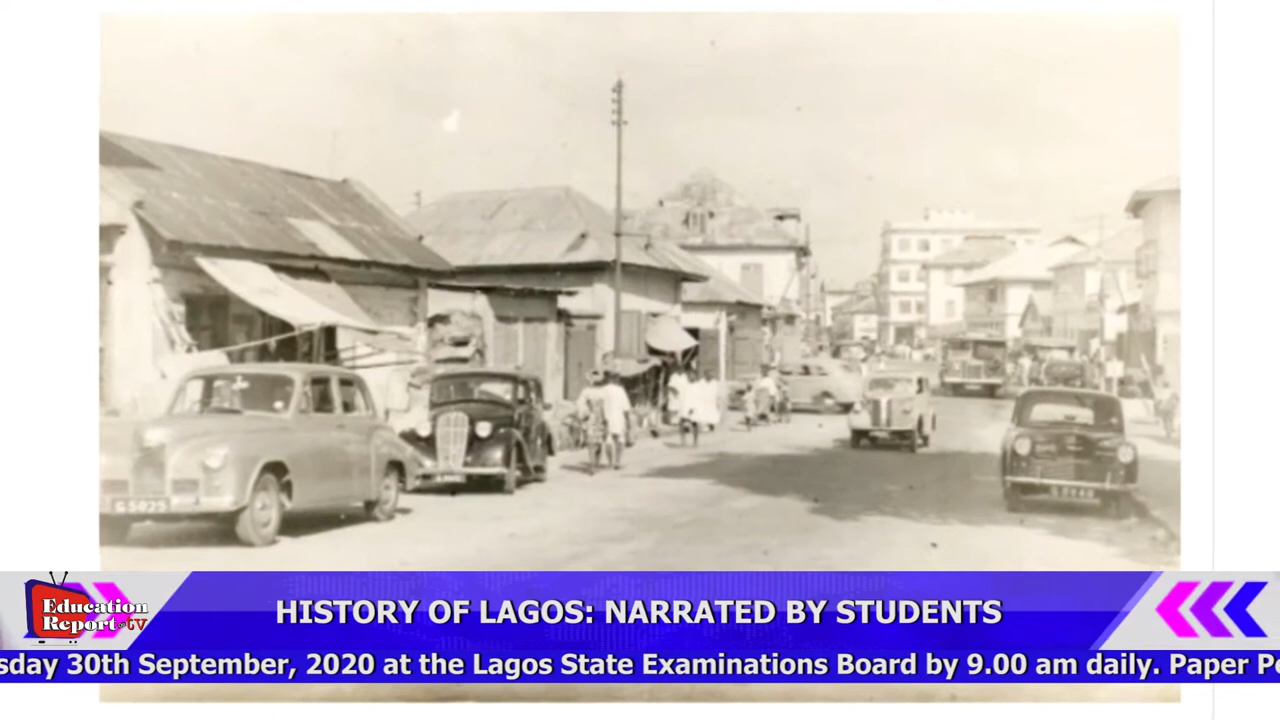 G5025
Education
Report.tv
HISTORY OF LAGOS: NARRATED BY STUDENTS
sday 30th September, 2020 at the Lagos State Examinations Board by 9.00 am daily. Paper P